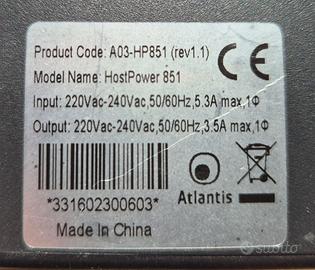 Product Code: A03-HP851 (rev1.1)
Model Name: HostPower 851
Input: 220Vac-240Vac,50/60Hz,5.3A max,1Φ
Output: 220Vac-240Vac,50/60Hz,3.5A max,1Φ
CE
*331602300603*
Atlantis
Made In China
subito